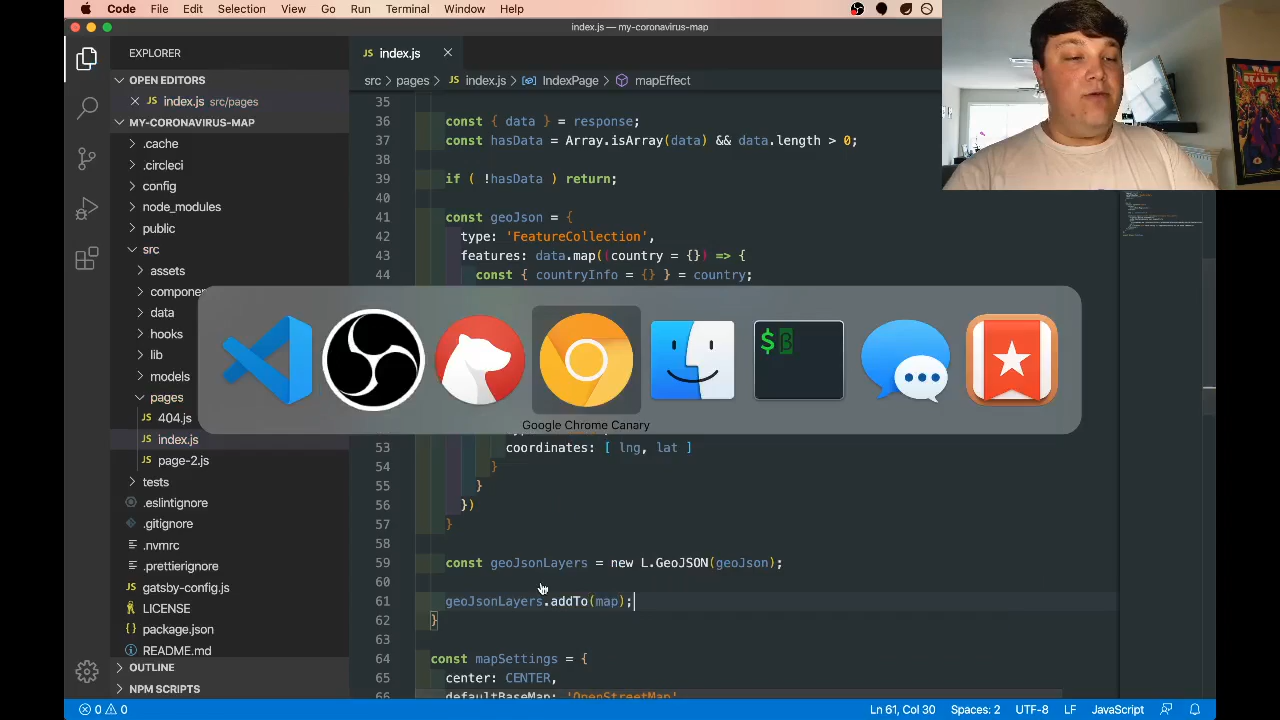 Code File Edit Selection View Go Run Terminal Window Help
index.js — my-coronavirus-map
EXPLORER
OPEN EDITORS
index.js src/pages
MY-CORONAVIRUS-MAP
.cache
.circleci
config
node_modules
public
src
assets
componen
data
hooks
lib
models
pages
404.js
index.js
page-2.js
tests
.eslintignore
.gitignore
.nvmrc
.prettierignore
gatsby-config.js
LICENSE
package.json
README.md
OUTLINE
NPM SCRIPTS
JS index.js
src > pages > JS index.js > IndexPage > mapEffect
35
36 const { data } = response;
37 const hasData = Array.isArray(data) && data.length > 0;
38
39 if ( !hasData ) return;
40
41 const geoJson = {
42 type: 'FeatureCollection',
43 features: data.map((country = {}) => {
44 const { countryInfo = {} } = country;
$
Google Chrome Canary
53 coordinates: [ lng, lat ]
54 }
55 }
56 })
57 }
58
59 const geoJsonLayers = new L.GeoJSON(geoJson);
60
61 geoJsonLayers.addTo(map);
62 }
63
64 const mapSettings = {
65 center: CENTER,
66 defaultBaseMap: 'OpenStreetMap'
0 0
Ln 61, Col 30 Spaces: 2 UTF-8 LF JavaScript